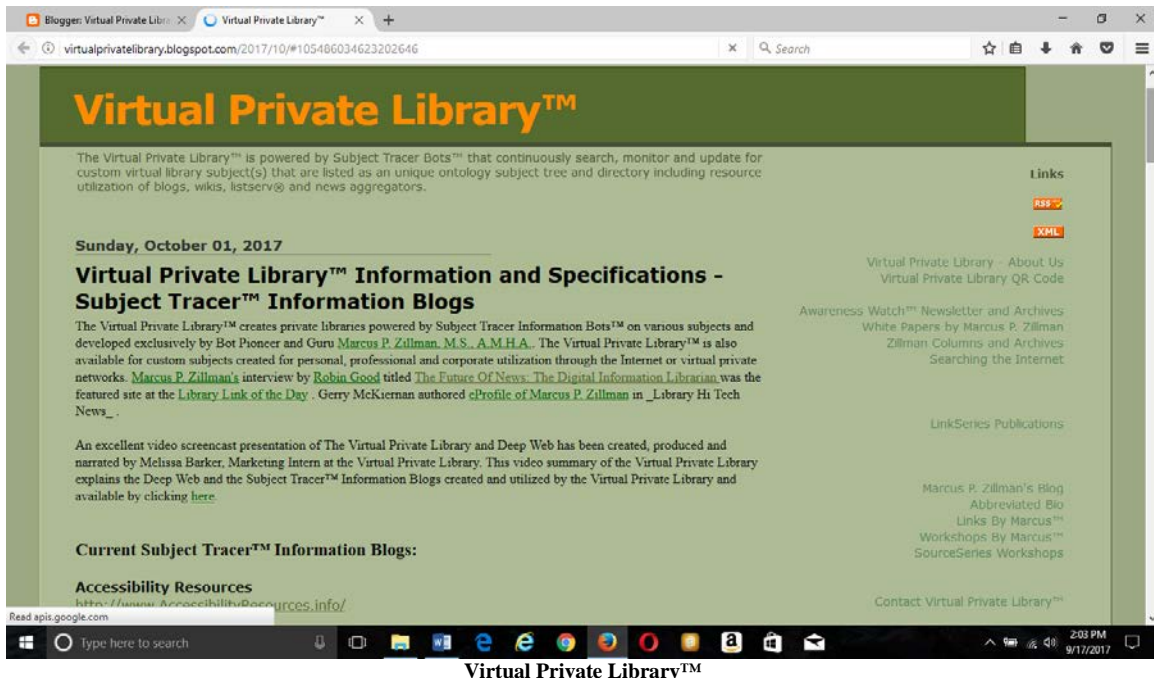 Blogger: Virtual Private Libra
Virtual Private Library™
virtualprivatelibrary.blogspot.com/2017/10/#105486034623202646
Search
Virtual Private Library™
The Virtual Private Library™ is powered by Subject Tracer Bots™ that continuously search, monitor and update for
custom virtual library subject(s) that are listed as an unique ontology subject tree and directory including resource
utilization of blogs, wikis, listserv® and news aggregators.
Sunday, October 01, 2017
Virtual Private Library™ Information and Specifications -
Subject Tracer™ Information Blogs
The Virtual Private Library™ creates private libraries powered by Subject Tracer Information Bots™ on various subjects and
developed exclusively by Bot Pioneer and Guru Marcus P. Zillman, M.S., A.M.H.A.. The Virtual Private Library™ is also
available for custom subjects created for personal, professional and corporate utilization through the Internet or virtual private
networks. Marcus P. Zillman's interview by Robin Good titled The Future Of News: The Digital Information Librarian was the
featured site at the Library Link of the Day . Gerry McKiernan authored eProfile of Marcus P. Zillman in _Library Hi Tech
News_ .
An excellent video screencast presentation of The Virtual Private Library and Deep Web has been created, produced and
narrated by Melissa Barker, Marketing Intern at the Virtual Private Library. This video summary of the Virtual Private Library
explains the Deep Web and the Subject Tracer™ Information Blogs created and utilized by the Virtual Private Library and
available by clicking here.
Current Subject Tracer™ Information Blogs:
Accessibility Resources
http://www.AccessibilityResources.info/
Links
RSS
XML
Virtual Private Library - About Us
Virtual Private Library QR Code
Awareness Watch™ Newsletter and Archives
White Papers by Marcus P. Zillman
Zillman Columns and Archives
Searching the Internet
LinkSeries Publications
Marcus P. Zillman's Blog
Abbreviated Bio
Links By Marcus™
Workshops By Marcus™
SourceSeries Workshops
Contact Virtual Private Library™
Read apis.google.com
Type here to search
2:03 PM
9/17/2017
Virtual Private Library™